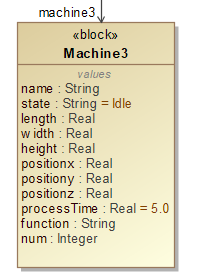 machine3
«block»
Machine3
values
name : String
state : String = Idle
length : Real
width : Real
height : Real
positionx : Real
positiony : Real
positionz : Real
processTime : Real = 5.0
function : String
num : Integer